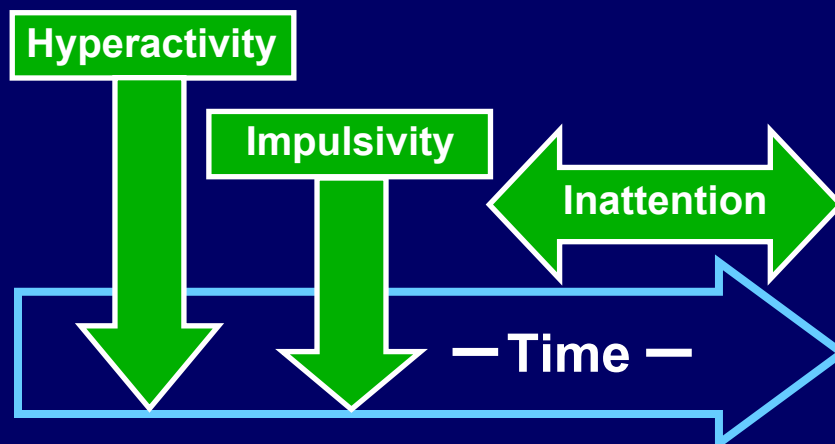 Hyperactivity
Impulsivity
Inattention
— Time —